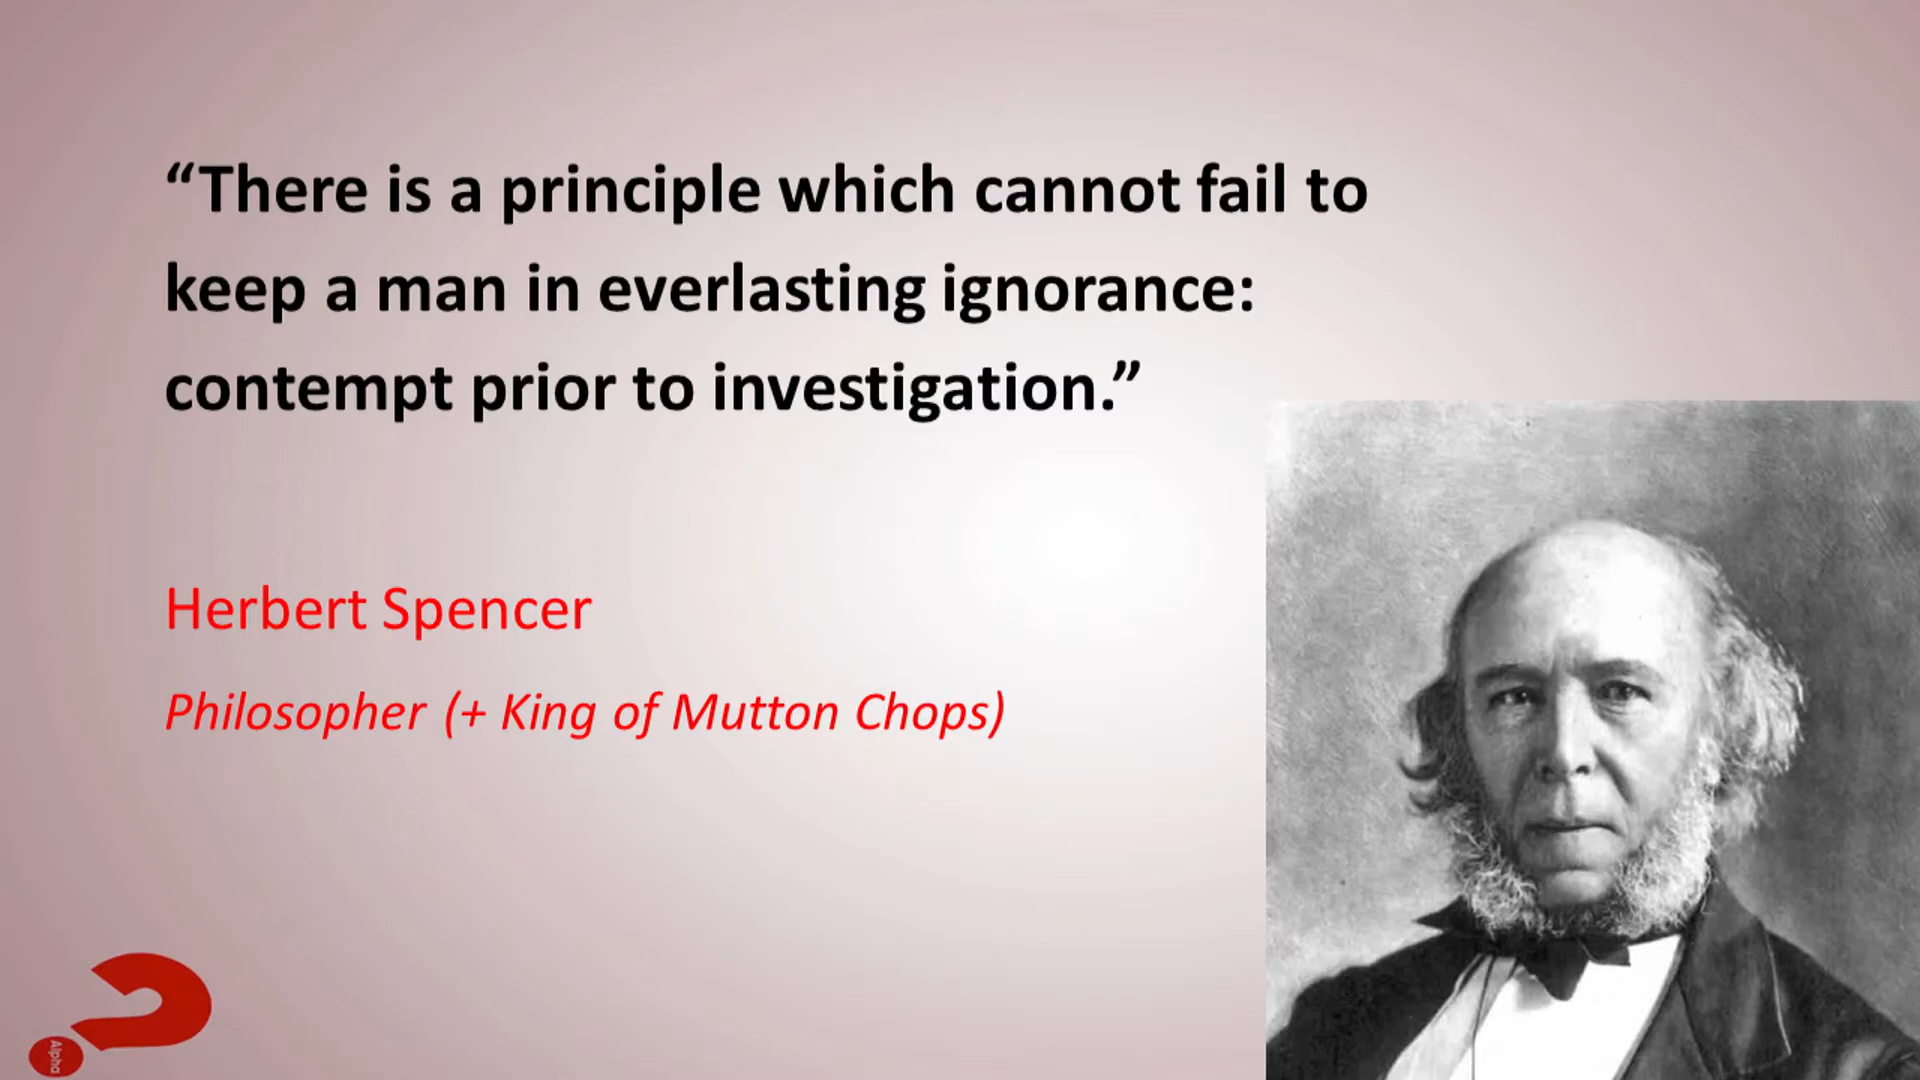 “There is a principle which cannot fail to
keep a man in everlasting ignorance:
contempt prior to investigation.”
Herbert Spencer
Philosopher (+ King of Mutton Chops)
Alpha